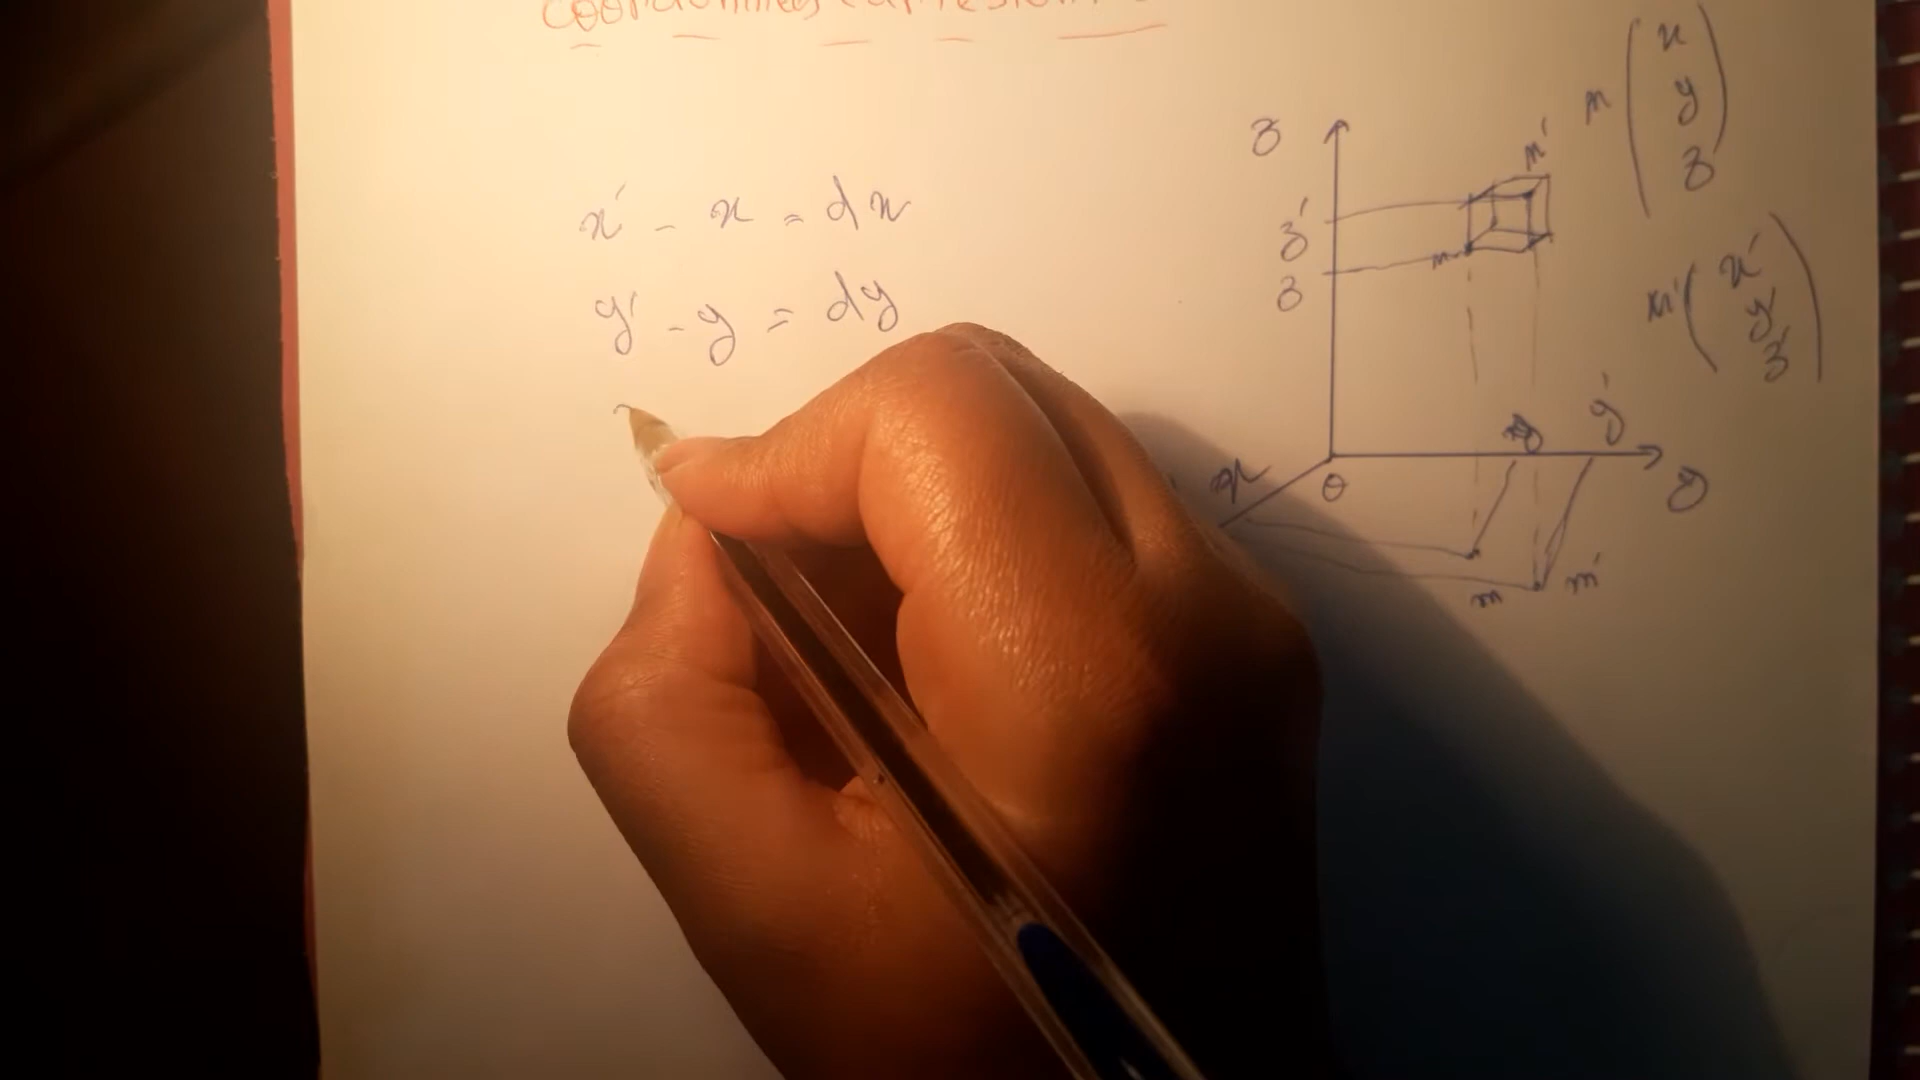 x' - x = dx
y' - y = dy
z
z'
z
M'
M
M ( x
y
z )
M' ( x'
y'
z' )
x
O
y
y'
y
m
m'